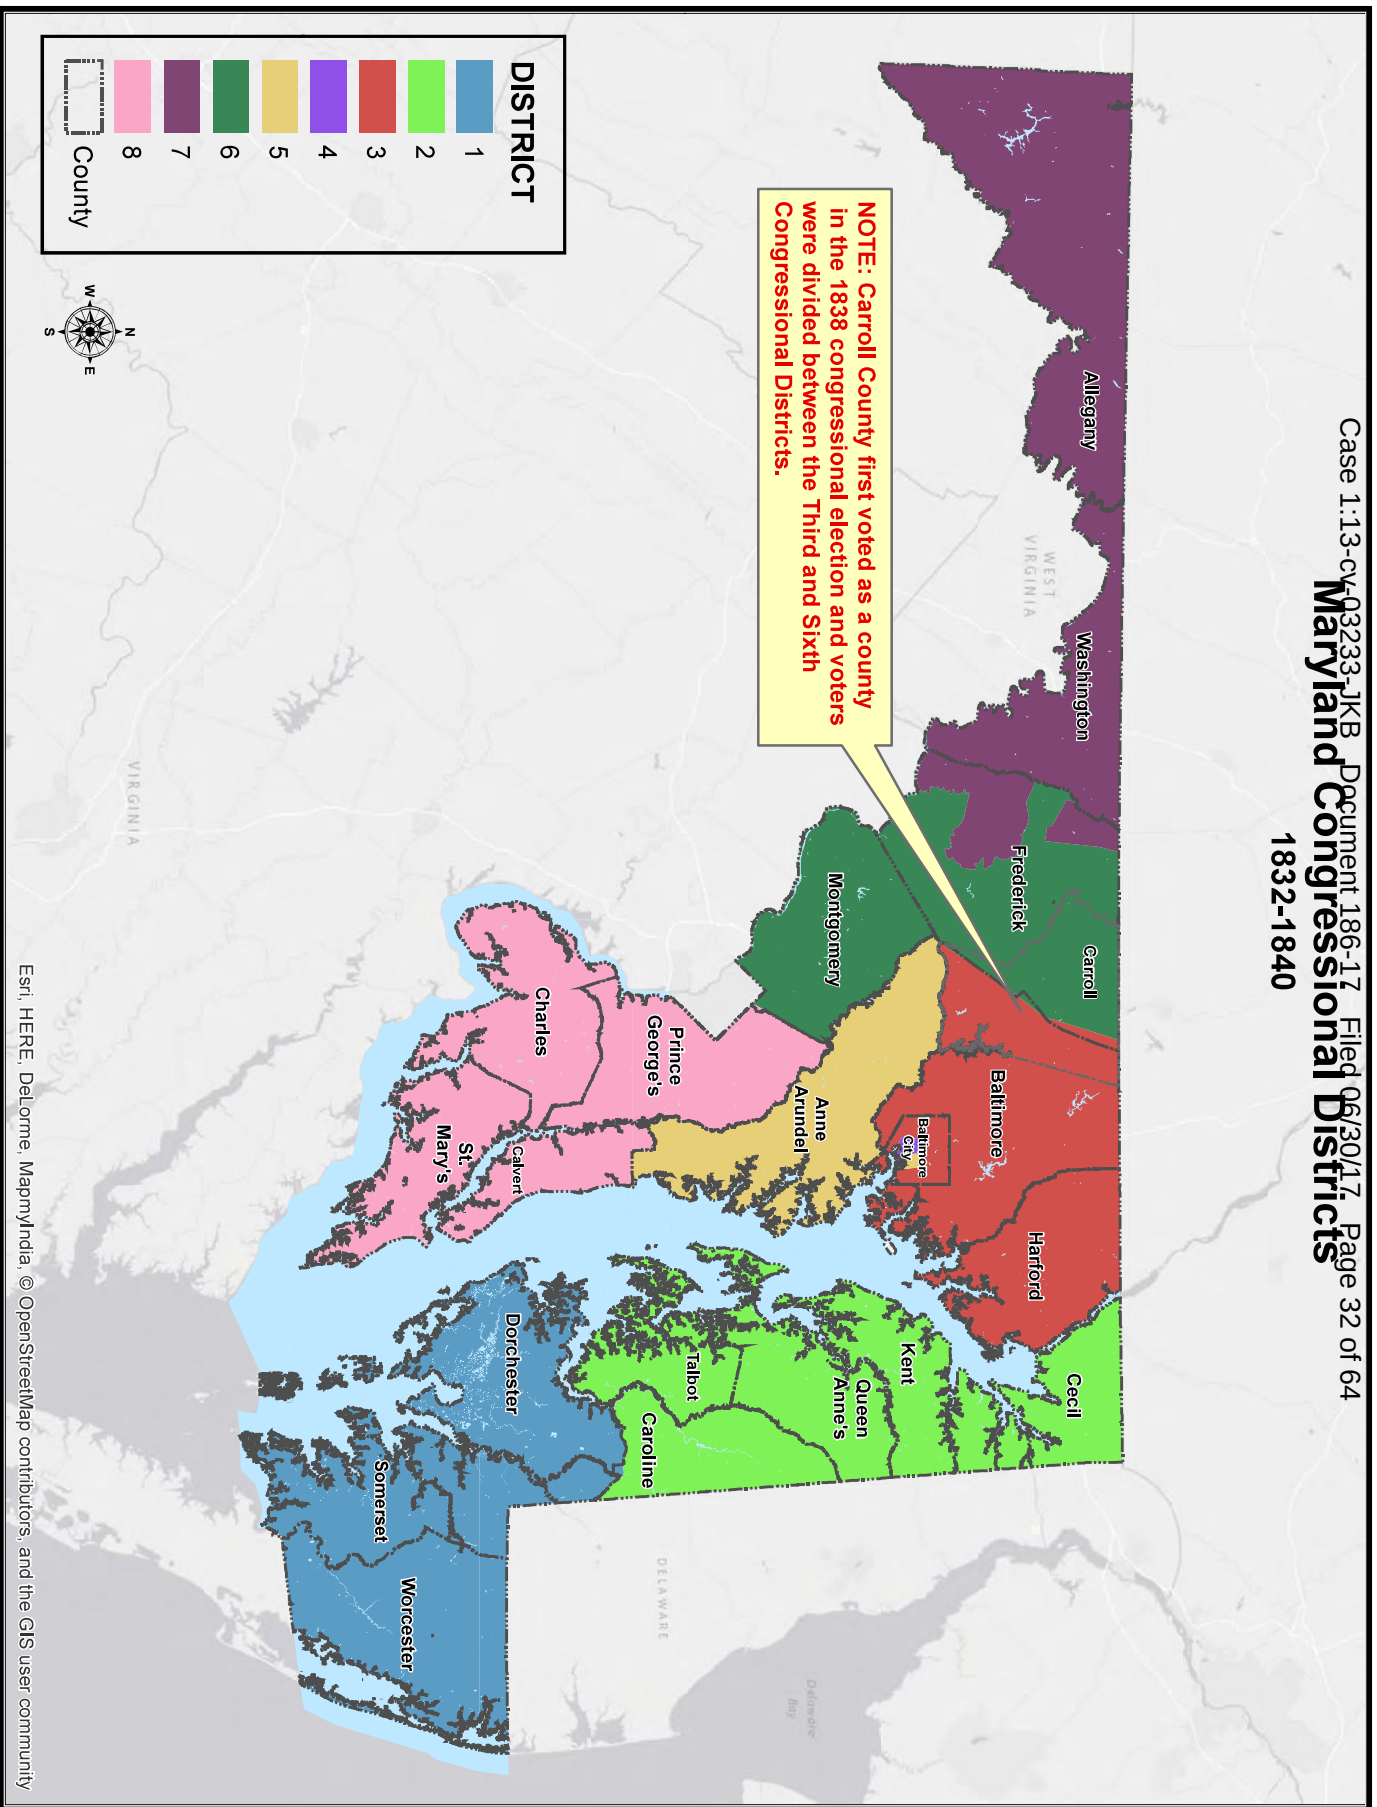 Case 1:13-cv-03233-JKB Document 186-17 Filed 06/30/17 Page 32 of 64
Maryland Congressional Districts
1832-1840
Allegany
Washington
Frederick
Carroll
Baltimore
Harford
Cecil
Baltimore
City
Kent
Queen
Anne's
Montgomery
Anne
Arundel
Prince
George's
Talbot
Caroline
Charles
Calvert
St.
Mary's
Dorchester
Somerset
Worcester
WEST
VIRGINIA
VIRGINIA
DELAWARE
Delaware
Bay
NOTE: Carroll County first voted as a county
in the 1838 congressional election and voters
were divided between the Third and Sixth
Congressional Districts.
DISTRICT
1
2
3
4
5
6
7
8
County
N
W
E
S
Esri, HERE, DeLorme, MapmyIndia, © OpenStreetMap contributors, and the GIS user community